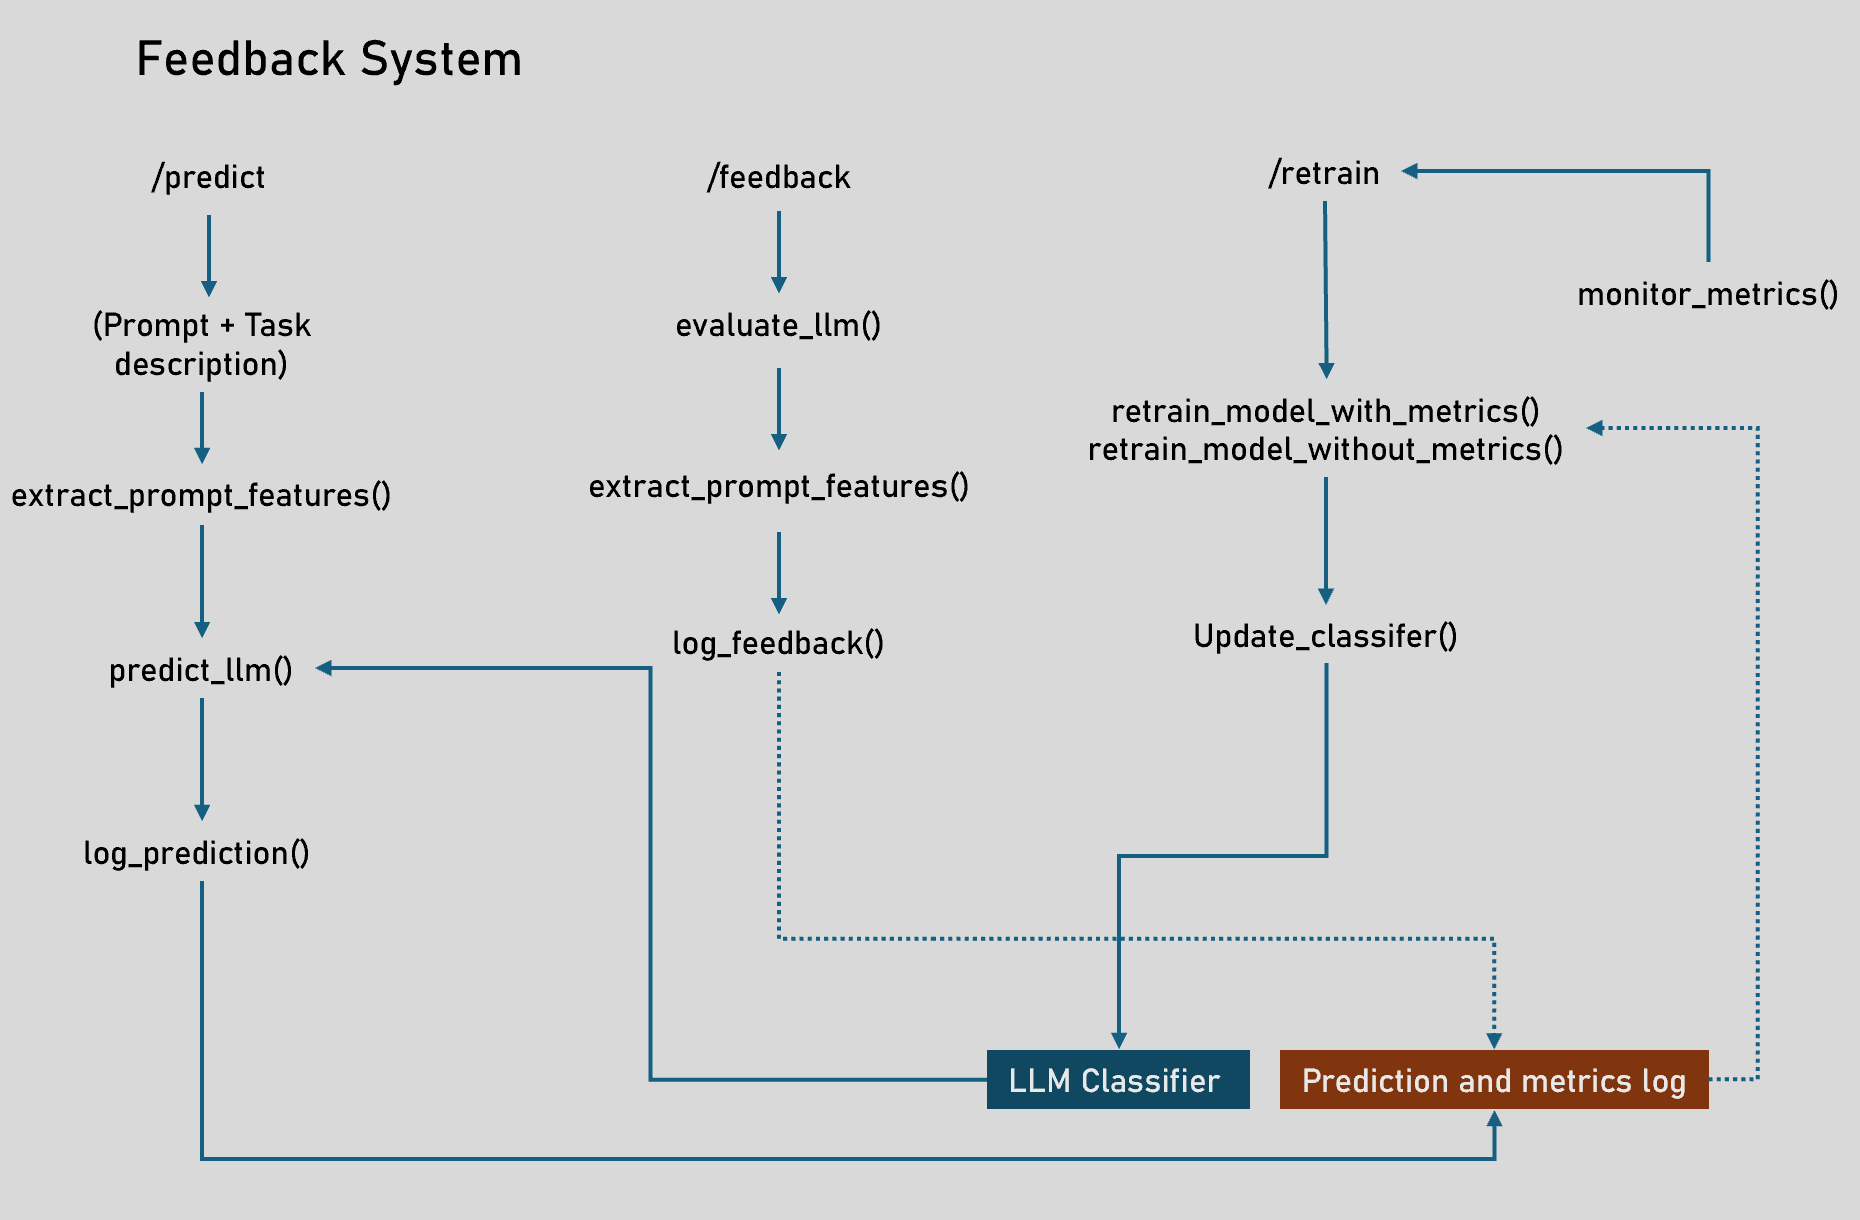 Feedback System
/predict
(Prompt + Task
description)
extract_prompt_features()
predict_llm()
log_prediction()
/feedback
evaluate_llm()
extract_prompt_features()
log_feedback()
/retrain
monitor_metrics()
retrain_model_with_metrics()
retrain_model_without_metrics()
Update_classifer()
LLM Classifier
Prediction and metrics log